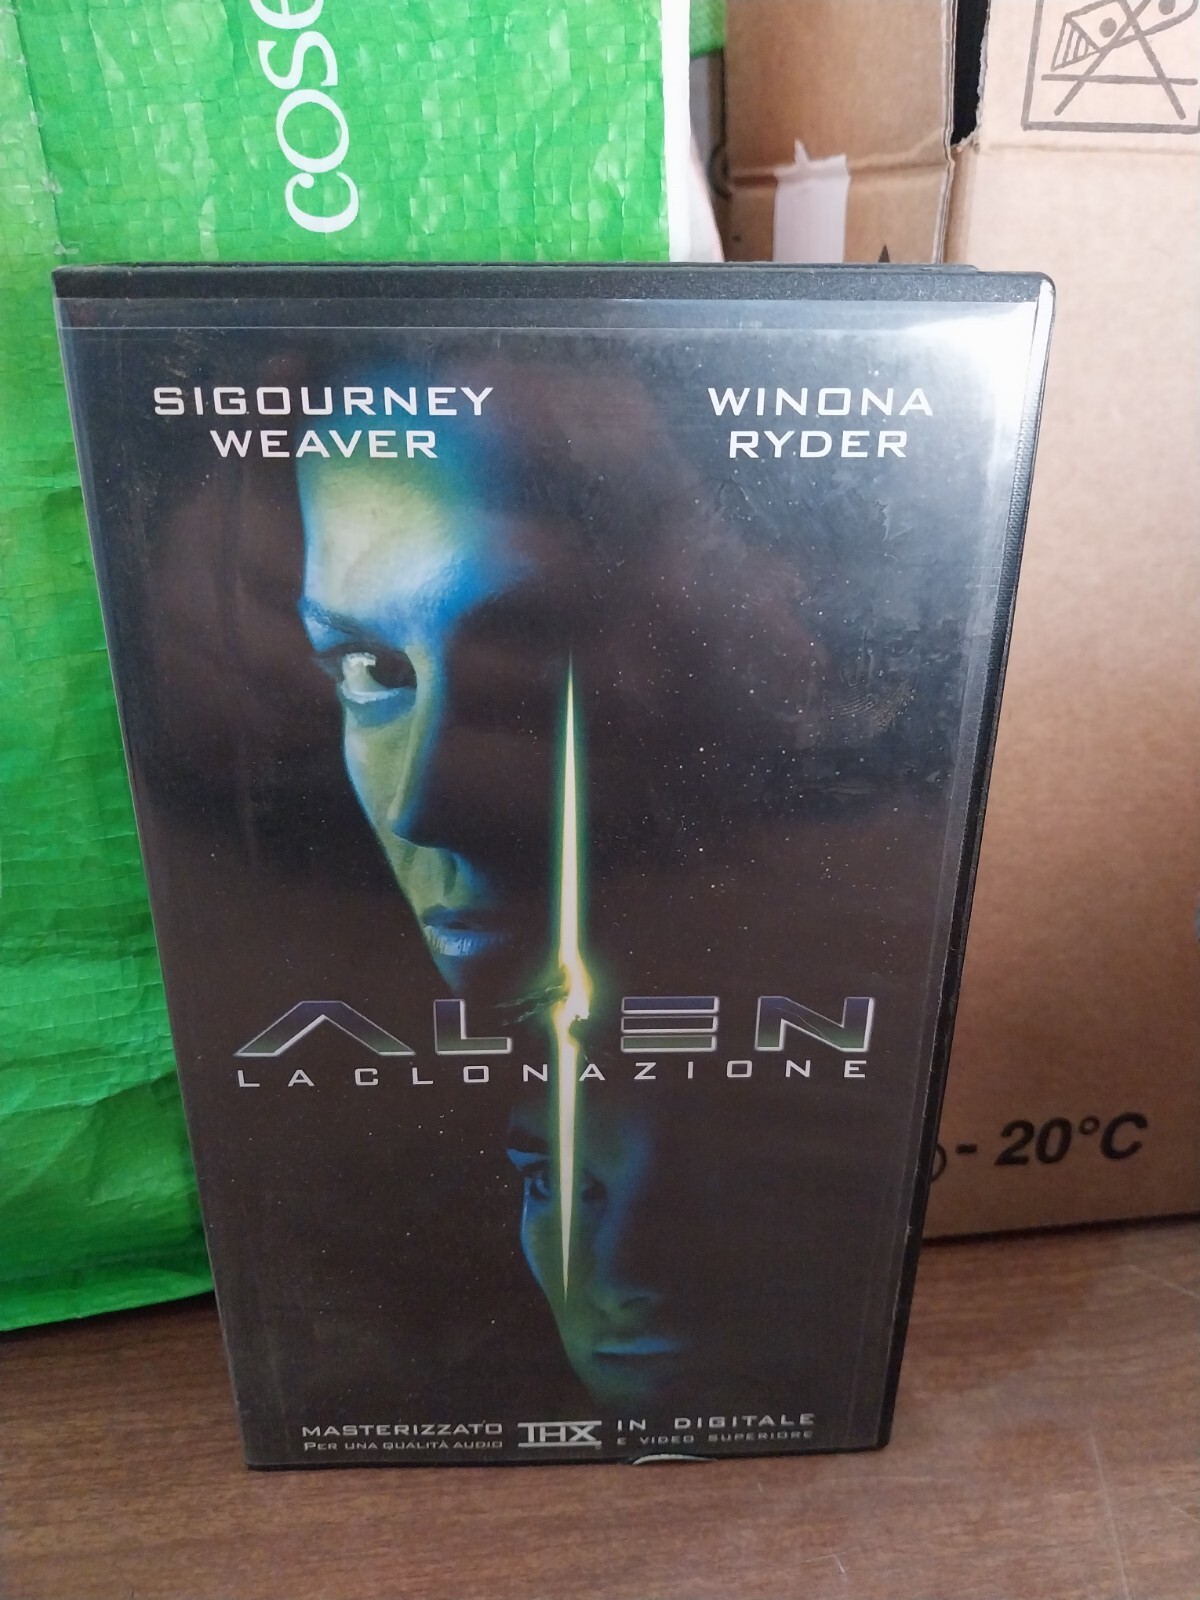 cose
SIGOURNEY
WEAVER
WINONA
RYDER
ALIEN
LA CLONAZIONE
- 20°C
MASTERIZZATO THX IN DIGITALE
PER UNA QUALITÀ AUDIO E VIDEO SUPERIORE